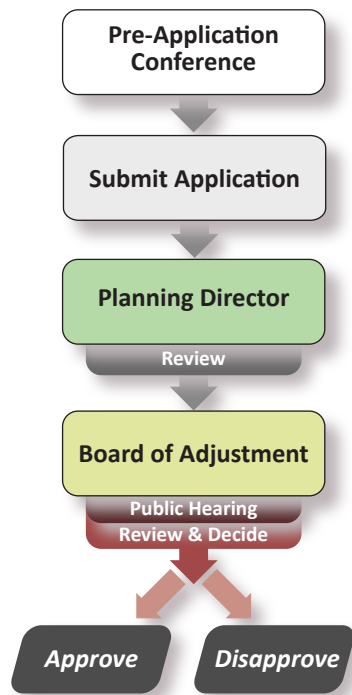 Pre-Application
Conference
Submit Application
Planning Director
Review
Board of Adjustment
Public Hearing
Review & Decide
Approve
Disapprove